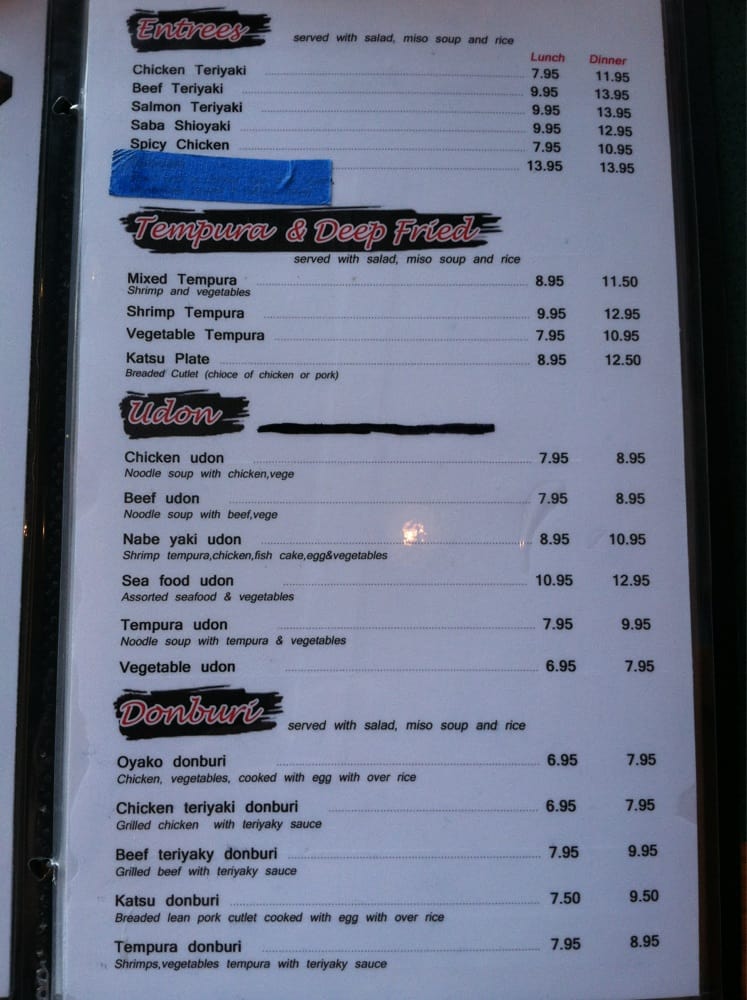 Entrees served with salad, miso soup and rice
Lunch Dinner
Chicken Teriyaki 7.95 11.95
Beef Teriyaki 9.95 13.95
Salmon Teriyaki 9.95 13.95
Saba Shioyaki 9.95 12.95
Spicy Chicken 7.95 10.95
13.95 13.95
Tempura & Deep Fried
served with salad, miso soup and rice
Mixed Tempura 8.95 11.50
Shrimp and vegetables
Shrimp Tempura 9.95 12.95
Vegetable Tempura 7.95 10.95
Katsu Plate 8.95 12.50
Breaded Cutlet (chioce of chicken or pork)
Udon
Chicken udon 7.95 8.95
Noodle soup with chicken,vege
Beef udon 7.95 8.95
Noodle soup with beef,vege
Nabe yaki udon 8.95 10.95
Shrimp tempura,chicken,fish cake,egg&vegetables
Sea food udon 10.95 12.95
Assorted seafood & vegetables
Tempura udon 7.95 9.95
Noodle soup with tempura & vegetables
Vegetable udon 6.95 7.95
Donburi served with salad, miso soup and rice
Oyako donburi 6.95 7.95
Chicken, vegetables, cooked with egg with over rice
Chicken teriyaki donburi 6.95 7.95
Grilled chicken with teriyaky sauce
Beef teriyaky donburi 7.95 9.95
Grilled beef with teriyaky sauce
Katsu donburi 7.50 9.50
Breaded lean pork cutlet cooked with egg with over rice
Tempura donburi 7.95 8.95
Shrimps,vegetables tempura with teriyaky sauce